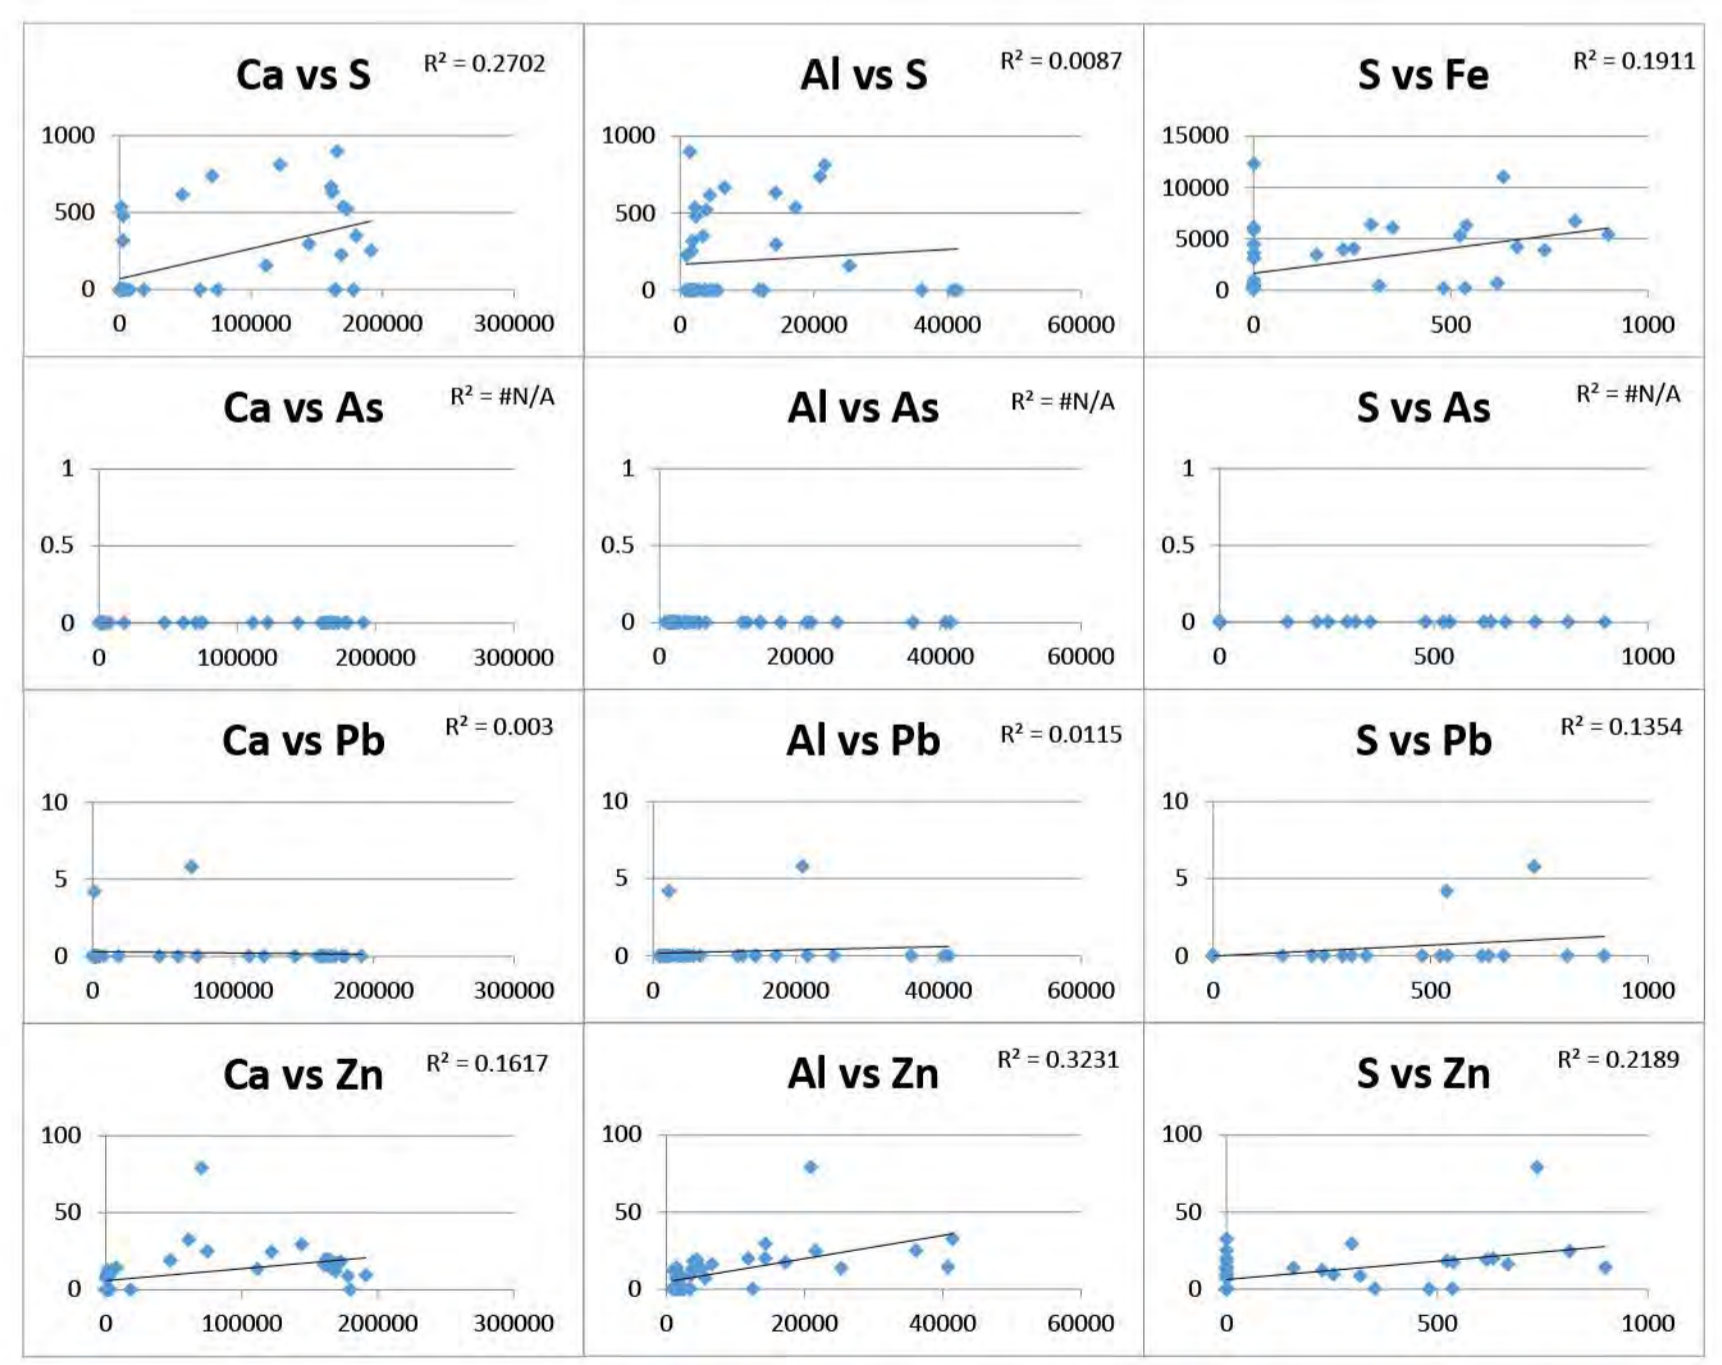 Ca vs S R² = 0.2702
1000
500
0
0 100000 200000 300000
Al vs S R² = 0.0087
1000
500
0
0 20000 40000 60000
S vs Fe R² = 0.1911
15000
10000
5000
0
0 500 1000
Ca vs As R² = #N/A
1
0.5
0
0 100000 200000 300000
Al vs As R² = #N/A
1
0.5
0
0 20000 40000 60000
S vs As R² = #N/A
1
0.5
0
0 500 1000
Ca vs Pb R² = 0.003
10
5
0
0 100000 200000 300000
Al vs Pb R² = 0.0115
10
5
0
0 20000 40000 60000
S vs Pb R² = 0.1354
10
5
0
0 500 1000
Ca vs Zn R² = 0.1617
100
50
0
0 100000 200000 300000
Al vs Zn R² = 0.3231
100
50
0
0 20000 40000 60000
S vs Zn R² = 0.2189
100
50
0
0 500 1000